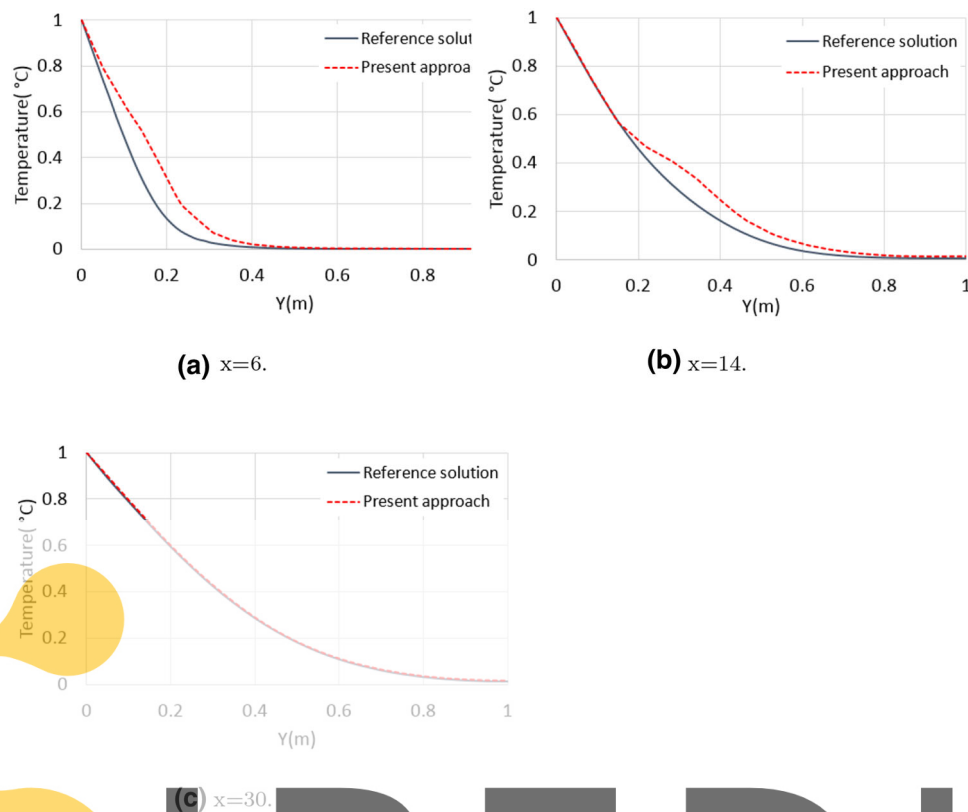 1
0.8
0.6
0.4
0.2
0
Temperature( °C)
Reference solut
Present approa
0 0.2 0.4 0.6 0.8
Y(m)
(a) x=6.
1
0.8
0.6
0.4
0.2
0
Temperature( °C)
Reference solution
Present approach
0 0.2 0.4 0.6 0.8 1
Y(m)
(b) x=14.
1
0.8
0.6
0.4
0.2
0
Temperature( °C)
Reference solution
Present approach
0 0.2 0.4 0.6 0.8 1
Y(m)
(c) x=30.